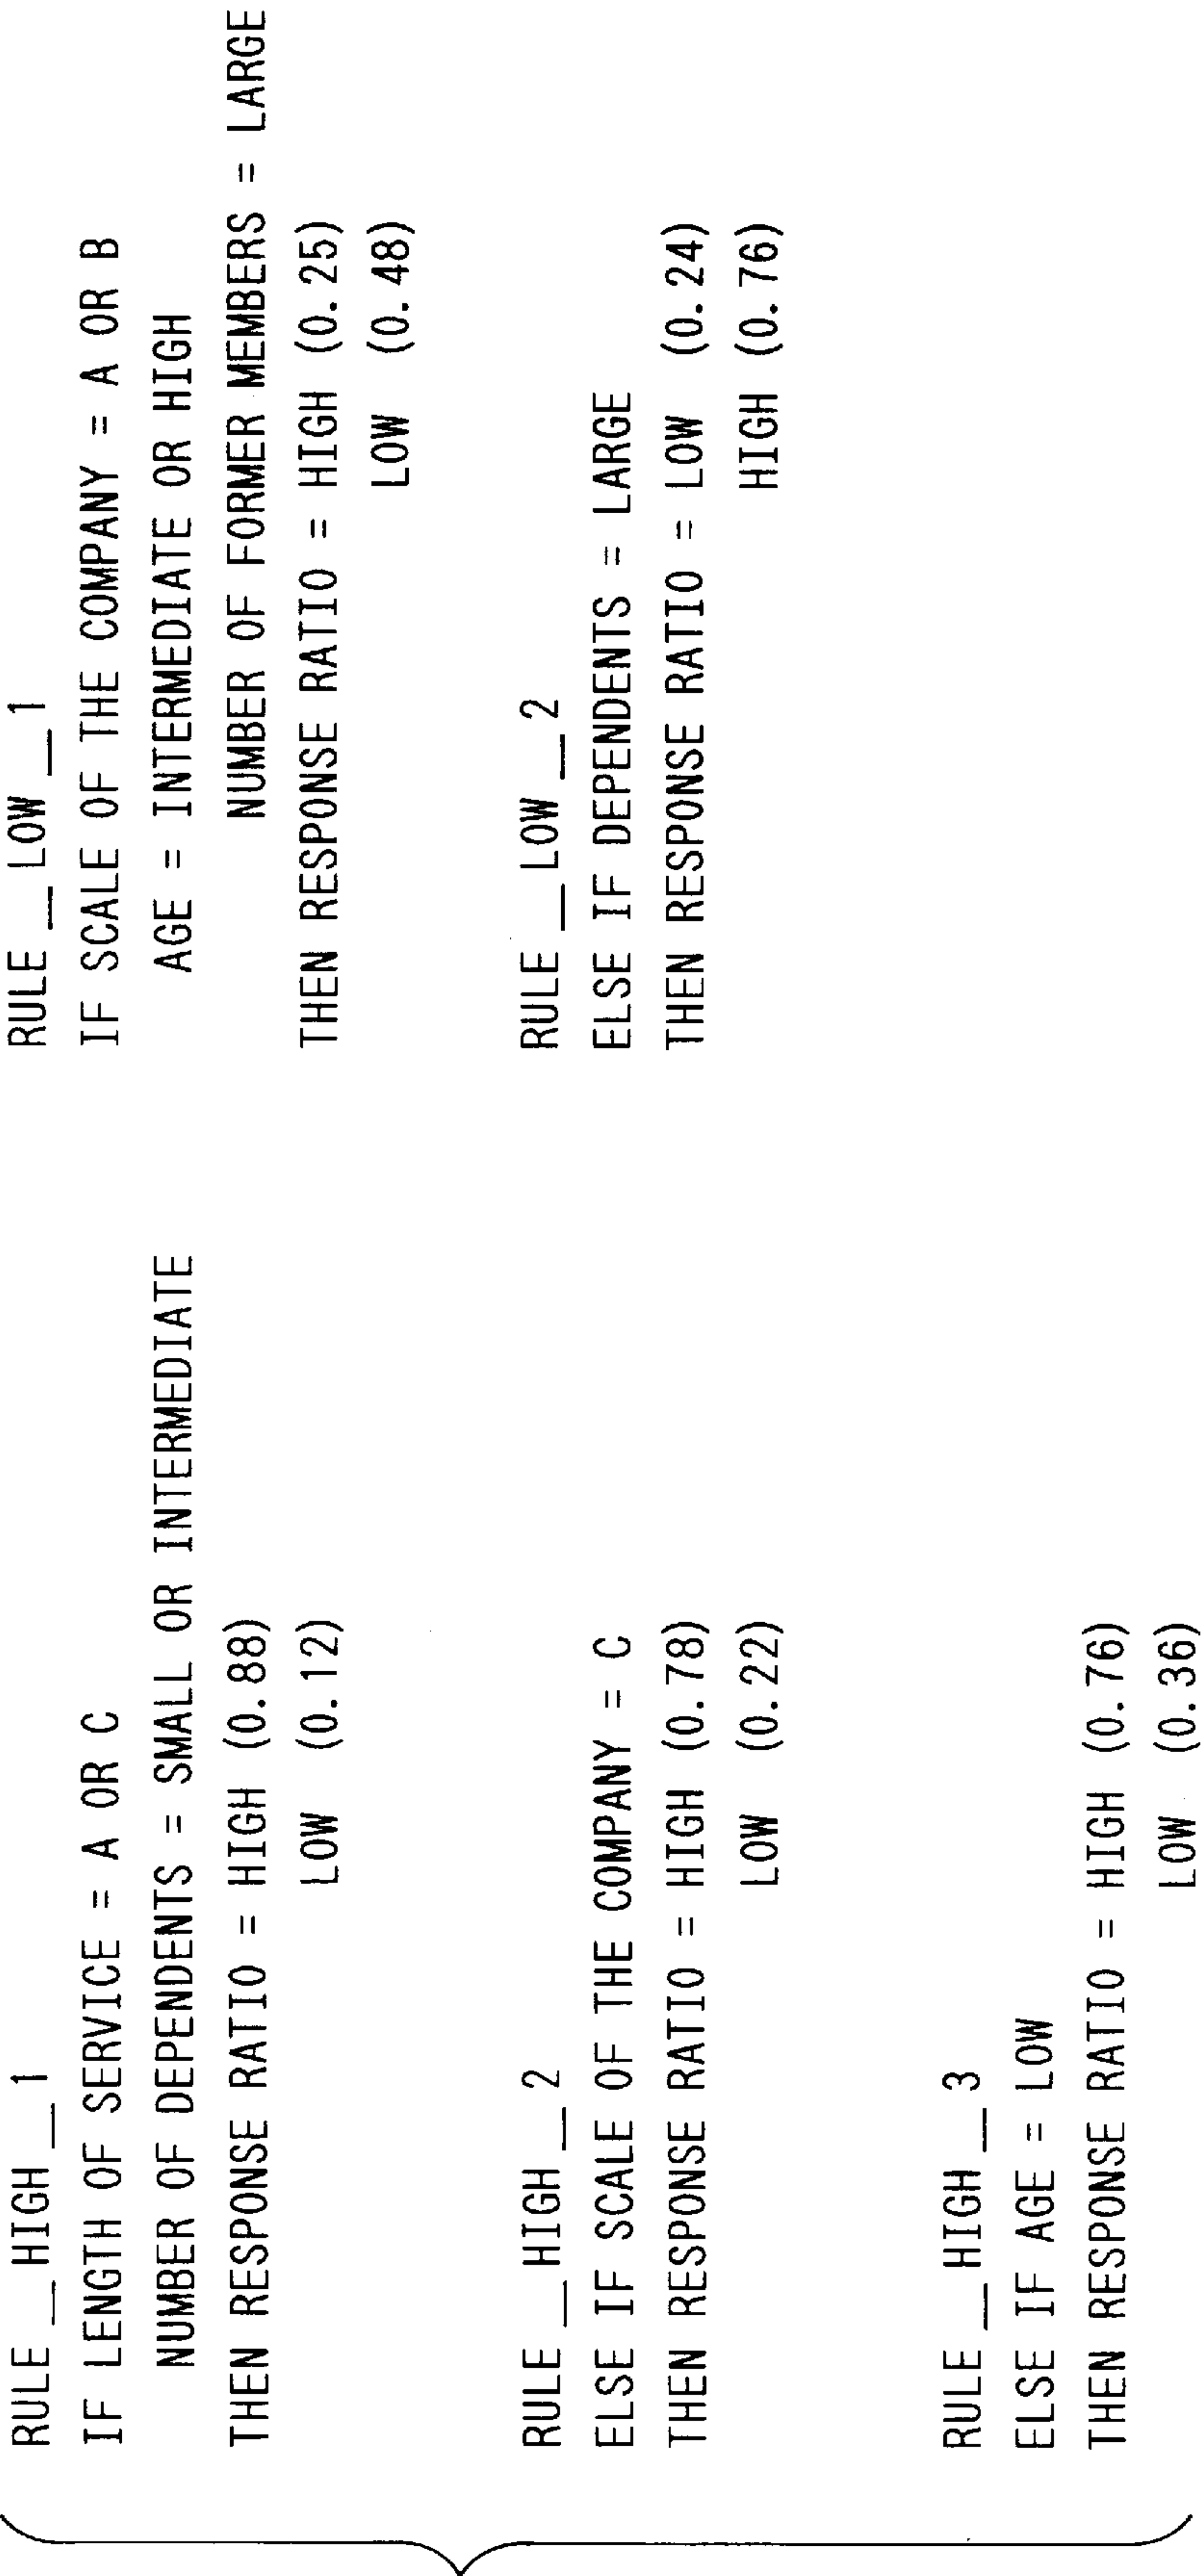 RULE __ HIGH __ 1
IF LENGTH OF SERVICE = A OR C
NUMBER OF DEPENDENTS = SMALL OR INTERMEDIATE
THEN RESPONSE RATIO = HIGH (0.88)
LOW (0.12)
RULE __ HIGH __ 2
ELSE IF SCALE OF THE COMPANY = C
THEN RESPONSE RATIO = HIGH (0.78)
LOW (0.22)
RULE __ HIGH __ 3
ELSE IF AGE = LOW
THEN RESPONSE RATIO = HIGH (0.76)
LOW (0.36)
RULE __ LOW __ 1
IF SCALE OF THE COMPANY = A OR B
AGE = INTERMEDIATE OR HIGH
NUMBER OF FORMER MEMBERS = LARGE
THEN RESPONSE RATIO = HIGH (0.25)
LOW (0.48)
RULE __ LOW __ 2
ELSE IF DEPENDENTS = LARGE
THEN RESPONSE RATIO = LOW (0.24)
HIGH (0.76)